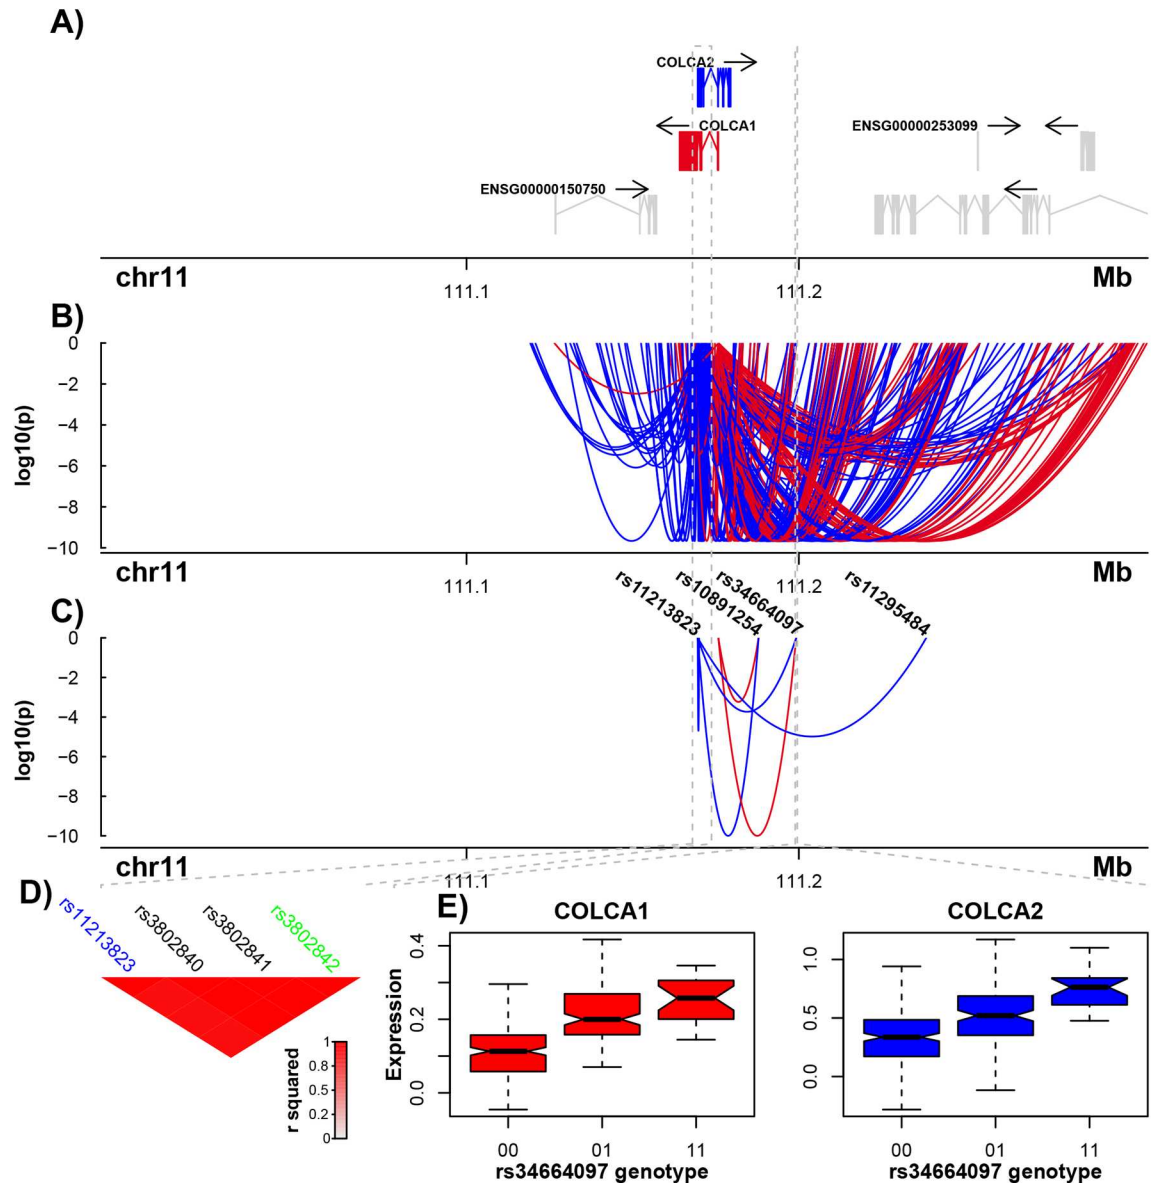 A)
COLCA2
COLCA1
ENSG00000253099
ENSG00000150750
chr11
Mb
111.1
111.2
B)
0
−2
−4
−6
−8
−10
log10(p)
chr11
Mb
111.1
111.2
C)
rs11213823
rs10891254
rs34664097
rs11295484
0
−2
−4
−6
−8
−10
log10(p)
chr11
Mb
111.1
111.2
D)
rs11213823
rs3802840
rs3802841
rs3802842
r squared
1
0.8
0.5
0.2
0
E)
COLCA1
COLCA2
Expression
0.4
0.2
0.0
1.0
0.5
0.0
00
01
11
00
01
11
rs34664097 genotype
rs34664097 genotype